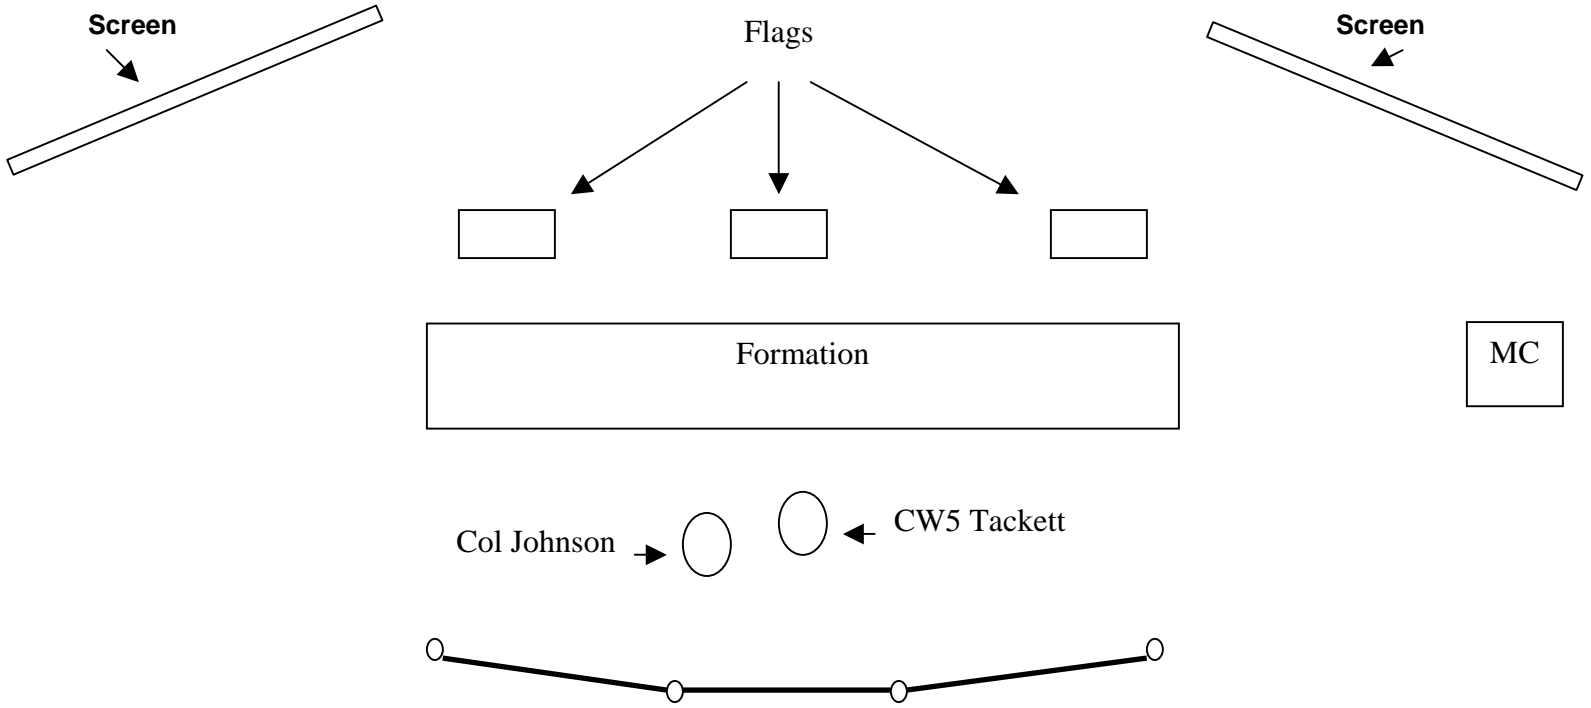 Screen
Flags
Screen
Formation
MC
Col Johnson
CW5 Tackett